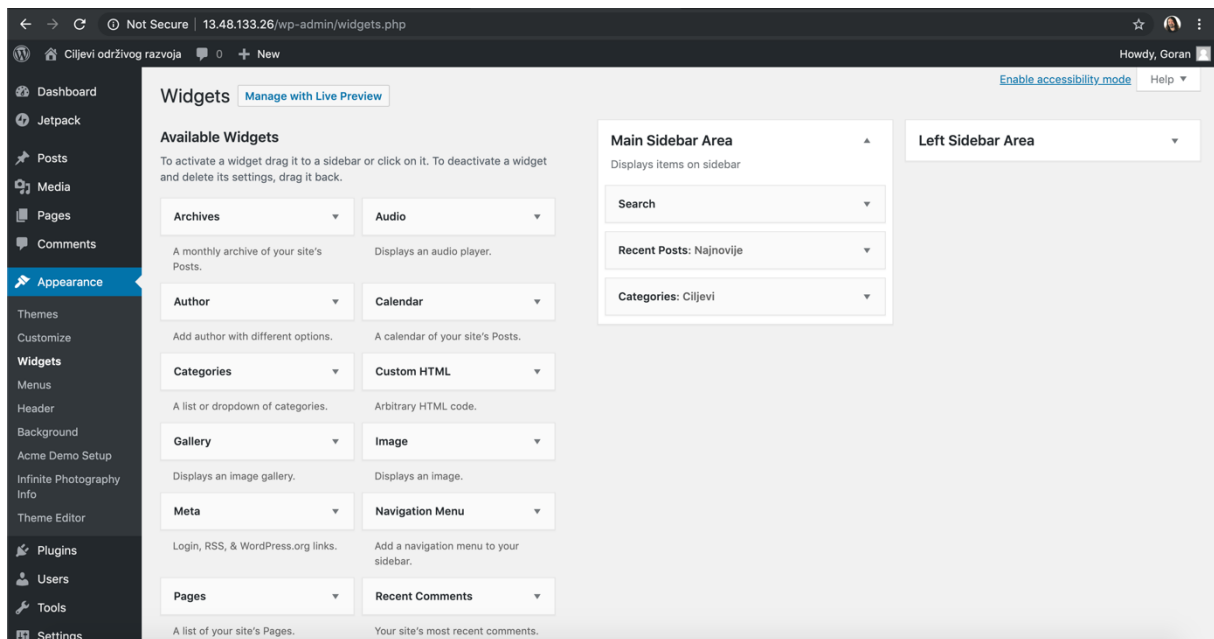 Not Secure | 13.48.133.26/wp-admin/widgets.php
Ciljevi održivog razvoja 0 + New Howdy, Goran
Dashboard
Jetpack
Posts
Media
Pages
Comments
Appearance
Themes
Customize
Widgets
Menus
Header
Background
Acme Demo Setup
Infinite Photography
Info
Theme Editor
Plugins
Users
Tools
Settings
Enable accessibility mode Help
Widgets Manage with Live Preview
Available Widgets
To activate a widget drag it to a sidebar or click on it. To deactivate a widget
and delete its settings, drag it back.
Archives
A monthly archive of your site's
Posts.
Audio
Displays an audio player.
Author
Add author with different options.
Calendar
A calendar of your site's Posts.
Categories
A list or dropdown of categories.
Custom HTML
Arbitrary HTML code.
Gallery
Displays an image gallery.
Image
Displays an image.
Meta
Login, RSS, & WordPress.org links.
Navigation Menu
Add a navigation menu to your
sidebar.
Pages
A list of your site's Pages.
Recent Comments
Your site's most recent comments.
Main Sidebar Area
Displays items on sidebar
Search
Recent Posts: Najnovije
Categories: Ciljevi
Left Sidebar Area